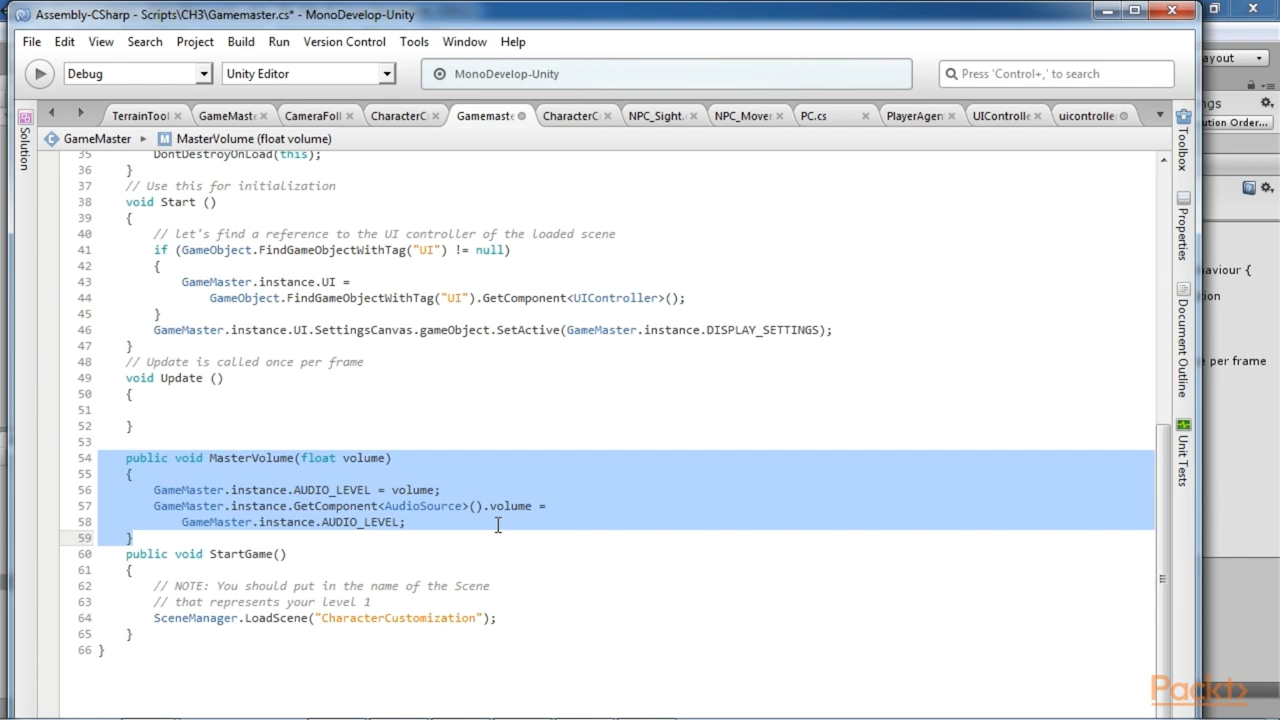 Assembly-CSharp - Scripts\CH3\Gamemaster.cs* - MonoDevelop-Unity
File Edit View Search Project Build Run Version Control Tools Window Help
ayout
Debug Unity Editor MonoDevelop-Unity Press 'Control+,' to search
ngs
TerrainTool GameMaste CameraFoll CharacterC Gamemaste CharacterC NPC_Sight. NPC_Mover PC.cs PlayerAgen UIControlle uicontrolle
ution Order...
GameMaster MasterVolume (float volume)
Solution
Toolbox
Properties
Document Outline
Unit Tests
35 DontDestroyOnLoad(this);
36 }
37 // Use this for initialization
38 void Start ()
39 {
40 // let's find a reference to the UI controller of the loaded scene
41 if (GameObject.FindGameObjectWithTag("UI") != null)
42 {
43 GameMaster.instance.UI =
44 GameObject.FindGameObjectWithTag("UI").GetComponent<UIController>();
45 }
46 GameMaster.instance.UI.SettingsCanvas.gameObject.SetActive(GameMaster.instance.DISPLAY_SETTINGS);
47 }
48 // Update is called once per frame
49 void Update ()
50 {
51
52 }
53
54 public void MasterVolume(float volume)
55 {
56 GameMaster.instance.AUDIO_LEVEL = volume;
57 GameMaster.instance.GetComponent<AudioSource>().volume =
58 GameMaster.instance.AUDIO_LEVEL;
59 }
60 public void StartGame()
61 {
62 // NOTE: You should put in the name of the Scene
63 // that represents your level 1
64 SceneManager.LoadScene("CharacterCustomization");
65 }
66 }
aviour {
tion
e per frame
Packt>